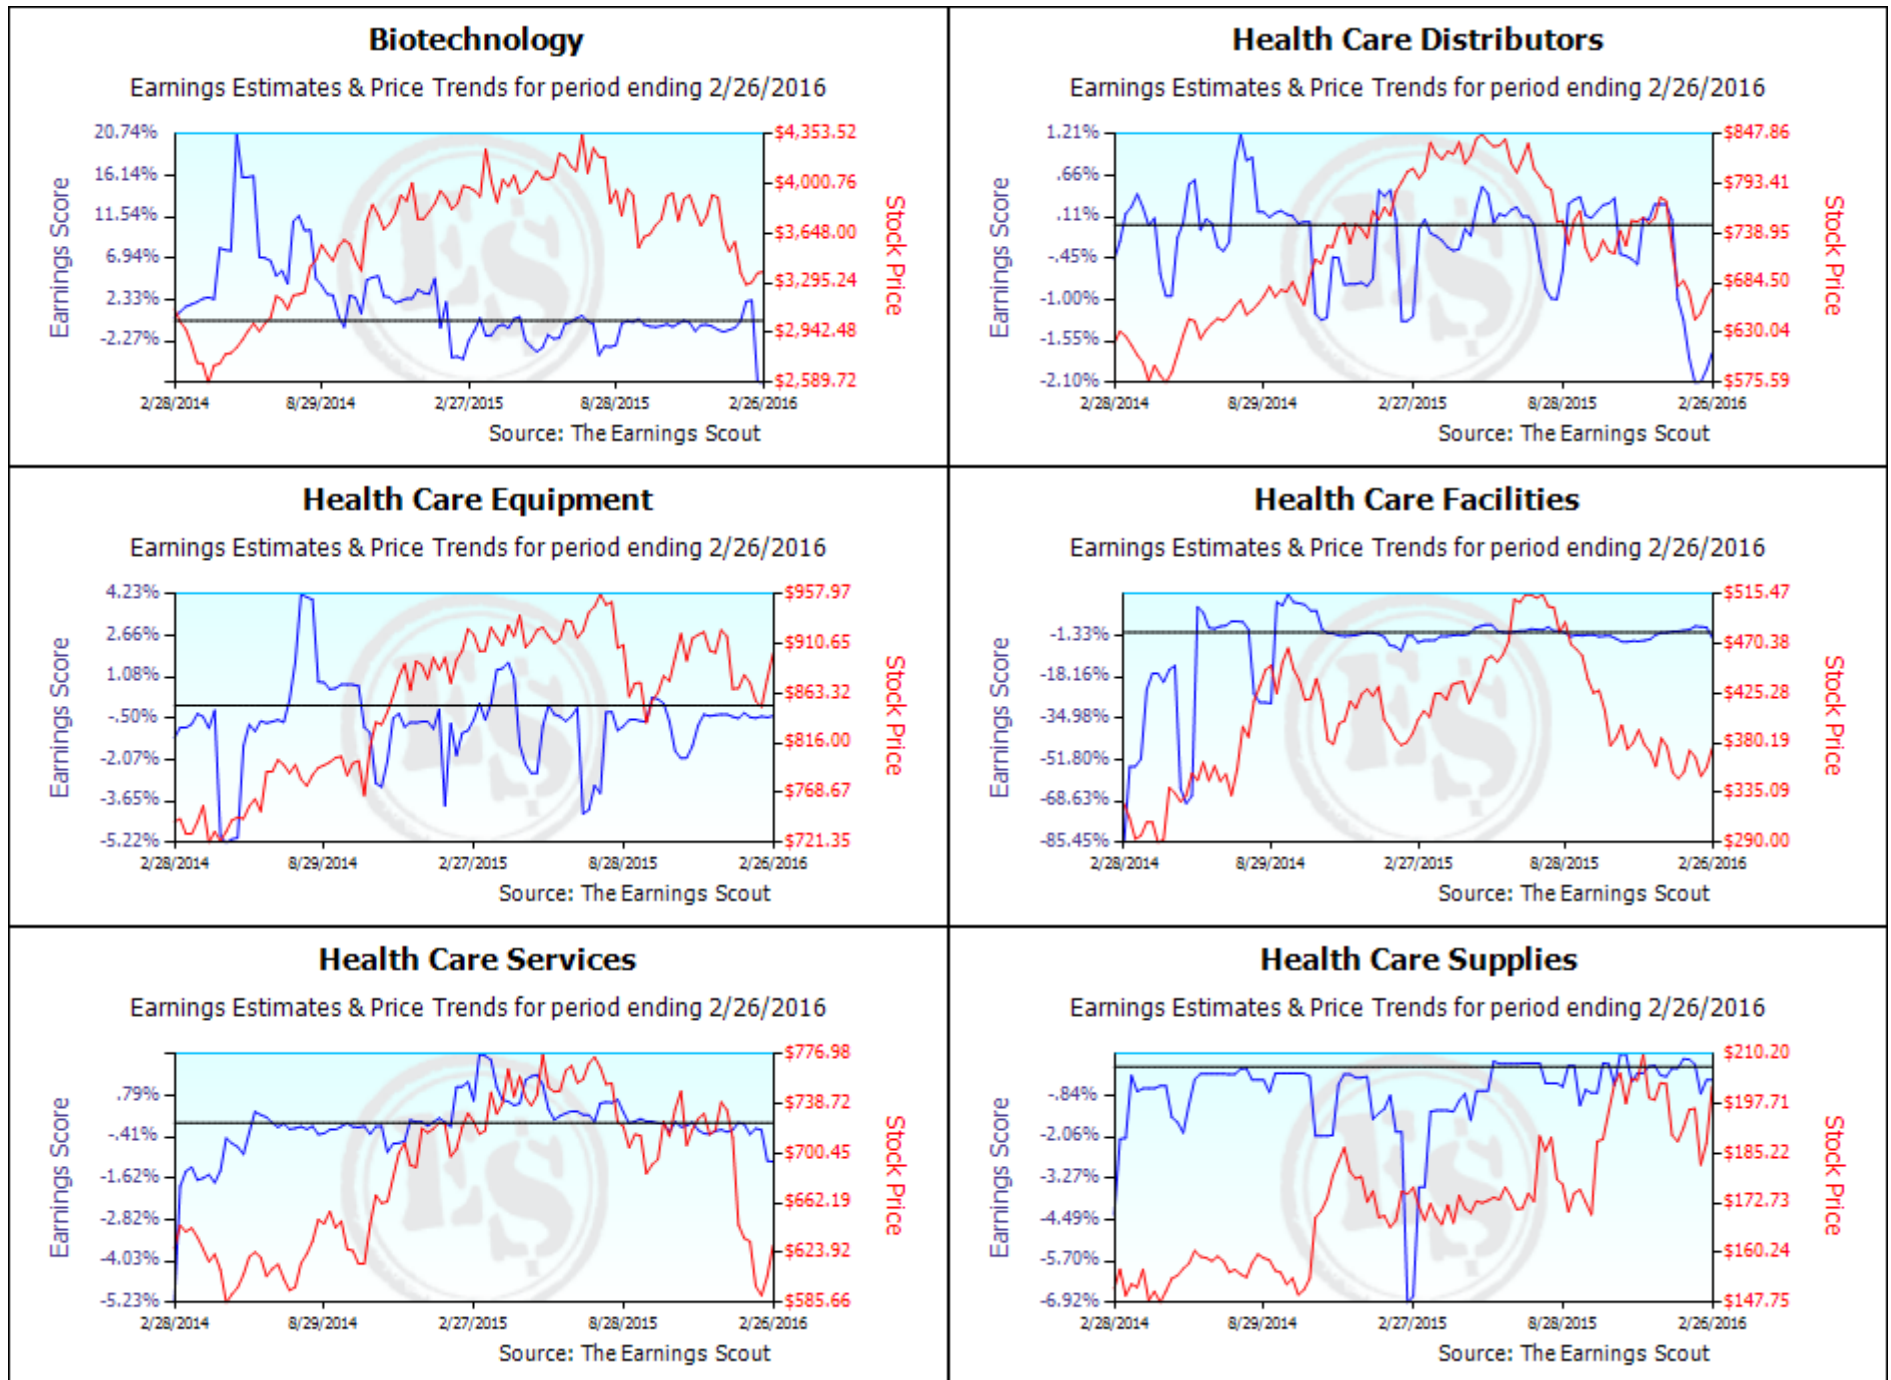 Biotechnology
Earnings Estimates & Price Trends for period ending 2/26/2016
Earnings Score
20.74%
16.14%
11.54%
6.94%
2.33%
-2.27%
$4,353.52
$4,000.76
$3,648.00
$3,295.24
$2,942.48
$2,589.72
Stock Price
2/28/2014 8/29/2014 2/27/2015 8/28/2015 2/26/2016
Source: The Earnings Scout
Health Care Distributors
Earnings Estimates & Price Trends for period ending 2/26/2016
Earnings Score
1.21%
.66%
.11%
-.45%
-1.00%
-1.55%
-2.10%
$847.86
$793.41
$738.95
$684.50
$630.04
$575.59
Stock Price
2/28/2014 8/29/2014 2/27/2015 8/28/2015 2/26/2016
Source: The Earnings Scout
Health Care Equipment
Earnings Estimates & Price Trends for period ending 2/26/2016
Earnings Score
4.23%
2.66%
1.08%
-.50%
-2.07%
-3.65%
-5.22%
$957.97
$910.65
$863.32
$816.00
$768.67
$721.35
Stock Price
2/28/2014 8/29/2014 2/27/2015 8/28/2015 2/26/2016
Source: The Earnings Scout
Health Care Facilities
Earnings Estimates & Price Trends for period ending 2/26/2016
Earnings Score
-1.33%
-18.16%
-34.98%
-51.80%
-68.63%
-85.45%
$515.47
$470.38
$425.28
$380.19
$335.09
$290.00
Stock Price
2/28/2014 8/29/2014 2/27/2015 8/28/2015 2/26/2016
Source: The Earnings Scout
Health Care Services
Earnings Estimates & Price Trends for period ending 2/26/2016
Earnings Score
.79%
-.41%
-1.62%
-2.82%
-4.03%
-5.23%
$776.98
$738.72
$700.45
$662.19
$623.92
$585.66
Stock Price
2/28/2014 8/29/2014 2/27/2015 8/28/2015 2/26/2016
Source: The Earnings Scout
Health Care Supplies
Earnings Estimates & Price Trends for period ending 2/26/2016
Earnings Score
-.84%
-2.06%
-3.27%
-4.49%
-5.70%
-6.92%
$210.20
$197.71
$185.22
$172.73
$160.24
$147.75
Stock Price
2/28/2014 8/29/2014 2/27/2015 8/28/2015 2/26/2016
Source: The Earnings Scout